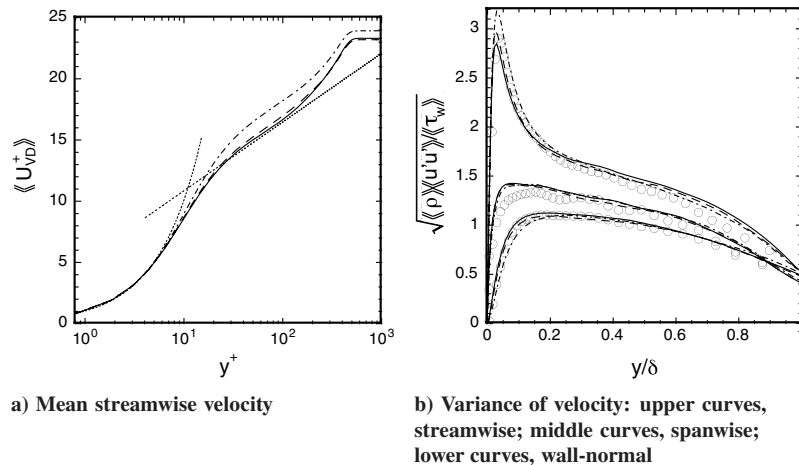 25
20
15
10
5
0
⟪U⁺VD⟫
10⁰
10¹
10²
10³
y⁺
a) Mean streamwise velocity
3
2.5
2
1.5
1
0.5
0
√⟪ρ⟫⟪u'u'⟫/⟪τw⟫
0
0.2
0.4
0.6
0.8
y/δ
b) Variance of velocity: upper curves,
streamwise; middle curves, spanwise;
lower curves, wall-normal